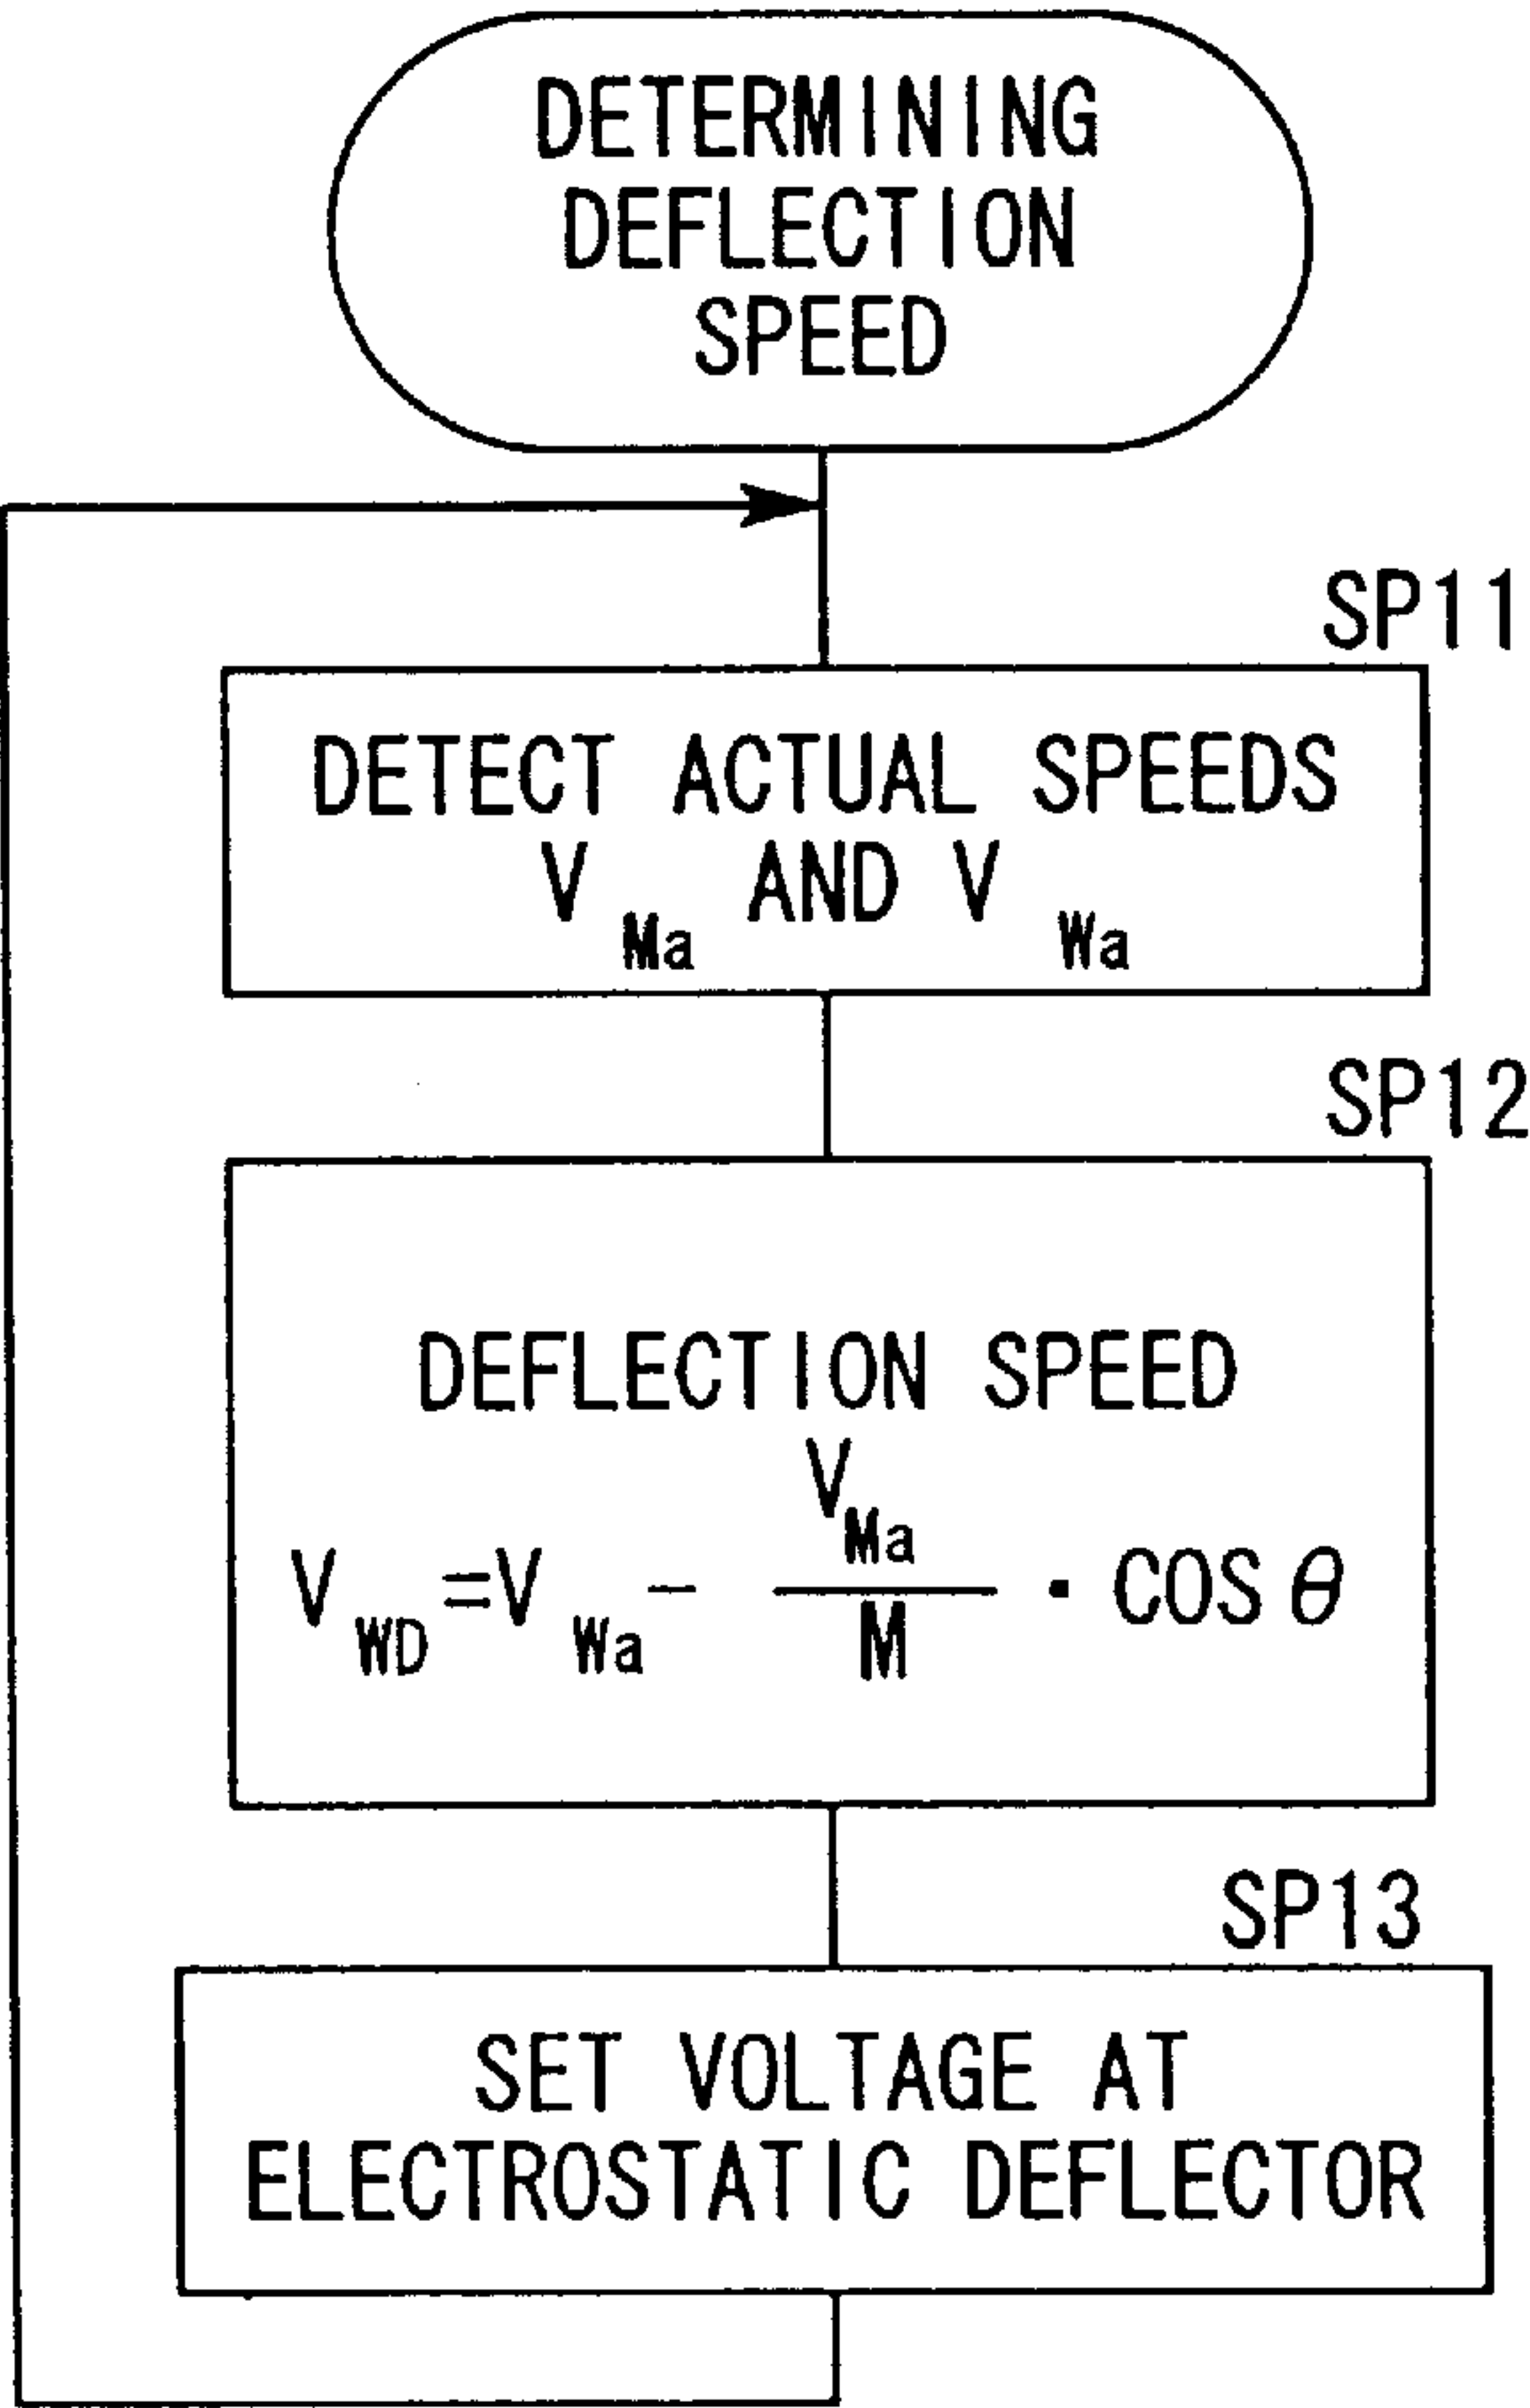 DETERMINING
DEFLECTION
SPEED
SP11
DETECT ACTUAL SPEEDS
V Ma AND V Wa
SP12
DEFLECTION SPEED
V WD = V Wa − V Ma / M · COS θ
SP13
SET VOLTAGE AT
ELECTROSTATIC DEFLECTOR